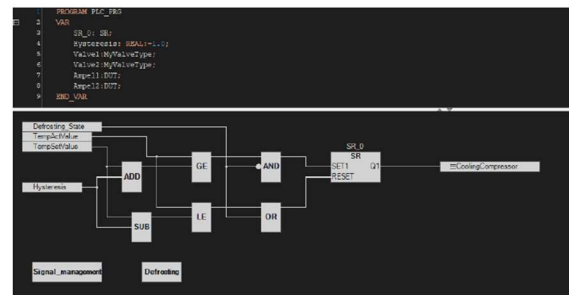 1 PROGRAM PLC_PRG
2 VAR
3 SR_0: SR;
4 Hysteresis: REAL:=1.0;
5 Valve1:MyValveType;
6 Valve2:MyValveType;
7 Ampel1:DUT;
8 Ampel2:DUT;
9 END_VAR
Defrosting_State
TempActValue
TempSetValue
Hysteresis
ADD
SUB
GE
LE
AND
OR
SR_0
SR
SET1 Q1
RESET
CoolingCompressor
Signal_management
Defrosting